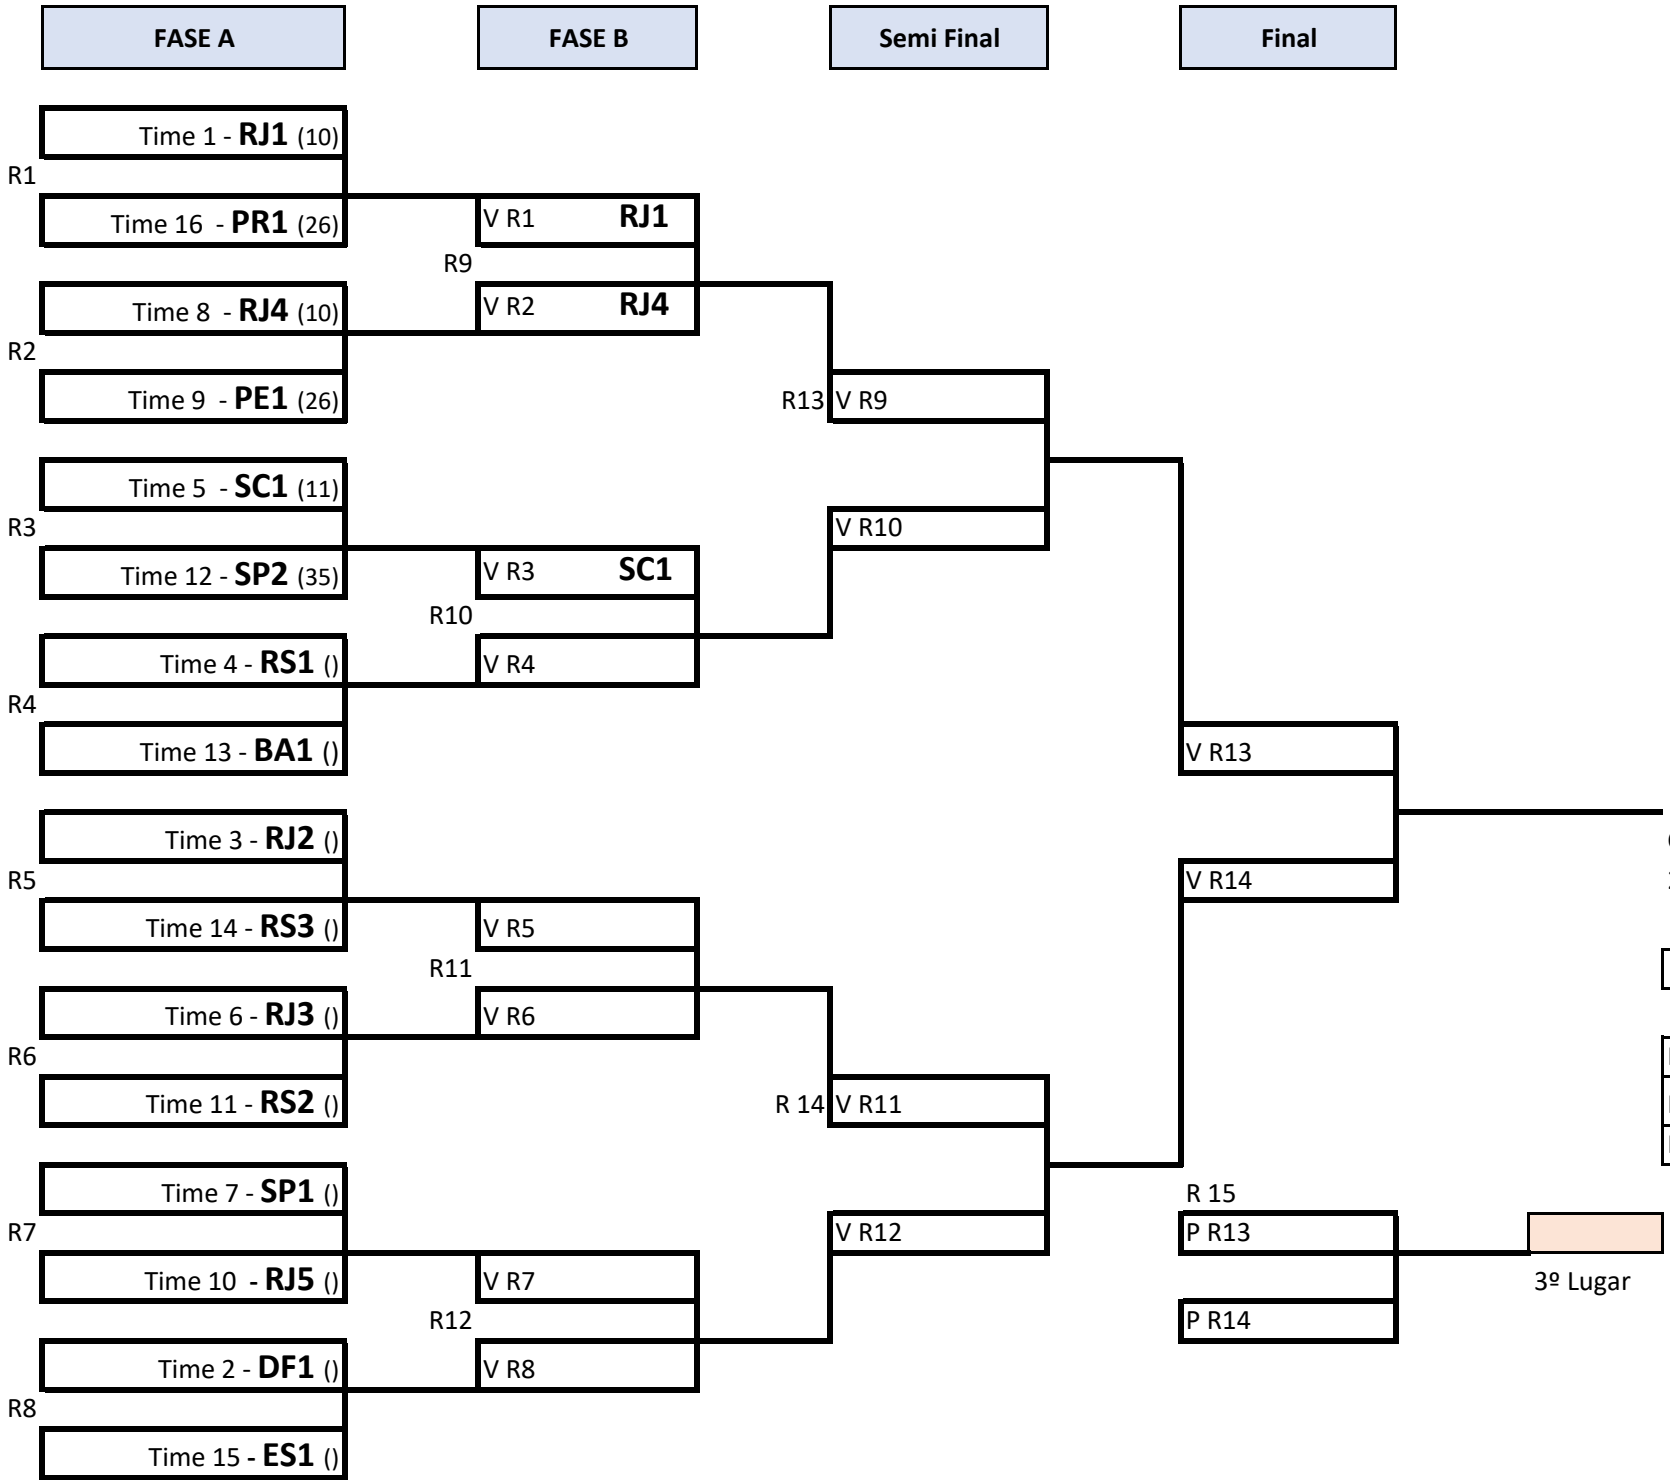 FASE A
FASE B
Semi Final
Final
Time 1 - RJ1 (10)
R1
Time 16 - PR1 (26)
V R1 RJ1
R9
Time 8 - RJ4 (10)
V R2 RJ4
R2
Time 9 - PE1 (26)
R13 V R9
Time 5 - SC1 (11)
R3
V R10
Time 12 - SP2 (35)
V R3 SC1
R10
Time 4 - RS1 ()
V R4
R4
Time 13 - BA1 ()
V R13
Time 3 - RJ2 ()
R5
V R14
Time 14 - RS3 ()
V R5
R11
Time 6 - RJ3 ()
V R6
R6
Time 11 - RS2 ()
R 14 V R11
Time 7 - SP1 ()
R 15
R7
V R12
P R13
Time 10 - RJ5 ()
V R7
3º Lugar
R12
P R14
Time 2 - DF1 ()
V R8
R8
Time 15 - ES1 ()